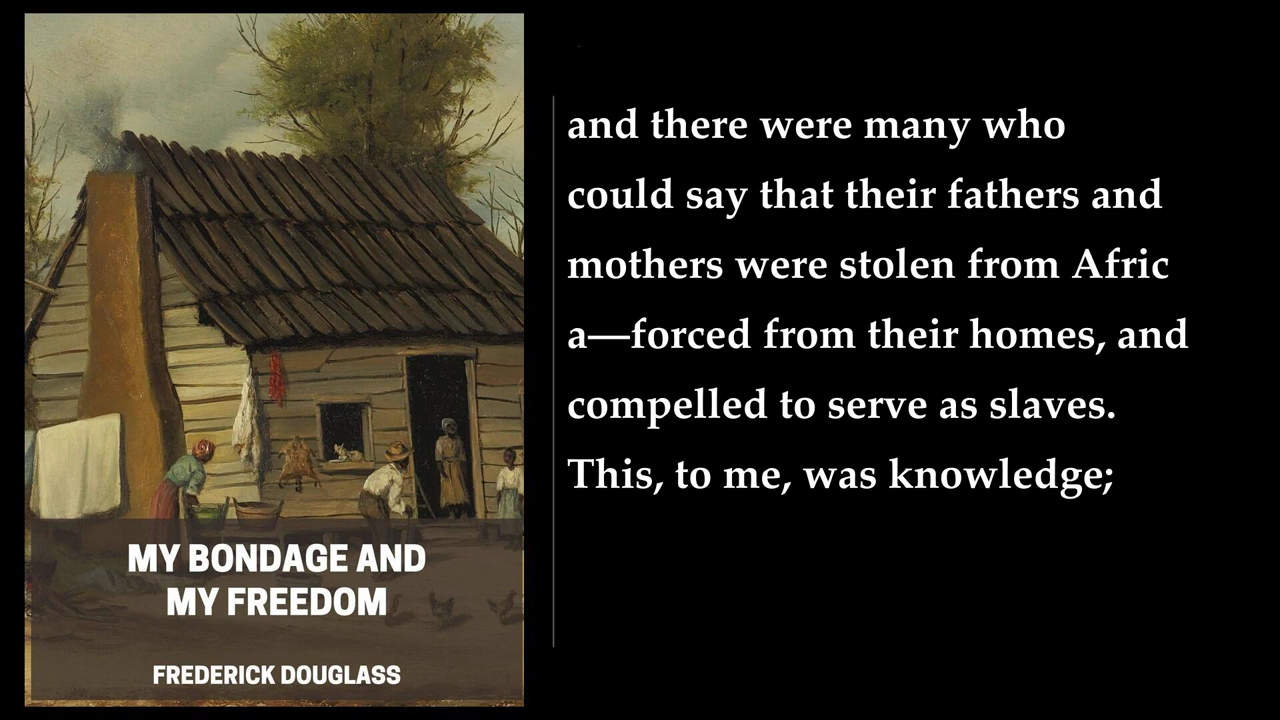 and there were many who
could say that their fathers and
mothers were stolen from Afric
a—forced from their homes, and
compelled to serve as slaves.
This, to me, was knowledge;
MY BONDAGE AND
MY FREEDOM
FREDERICK DOUGLASS